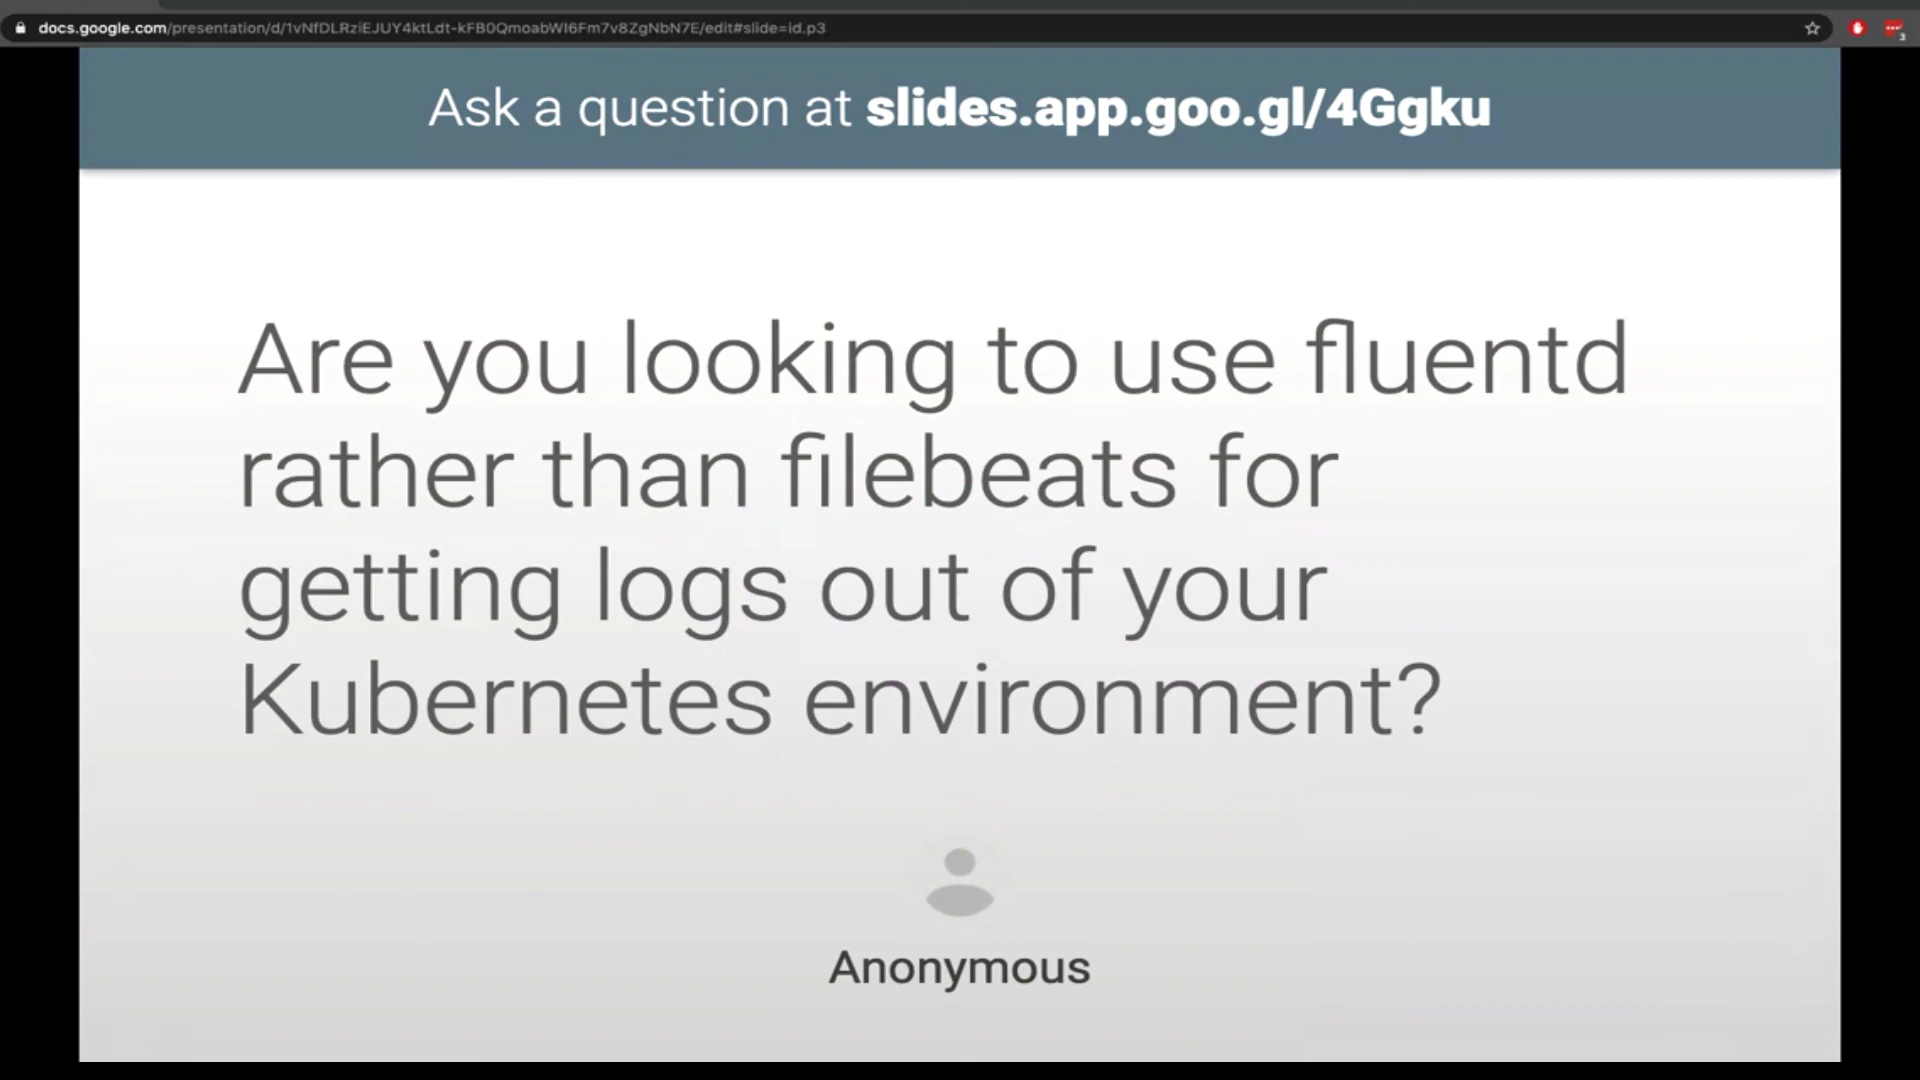 docs.google.com/presentation/d/1vNfDLRziEJUY4ktLdt-kFB0QmoabWI6Fm7v8ZgNbN7E/edit#slide=id.p3
3
Ask a question at slides.app.goo.gl/4Ggku
Are you looking to use fluentd
rather than filebeats for
getting logs out of your
Kubernetes environment?
Anonymous